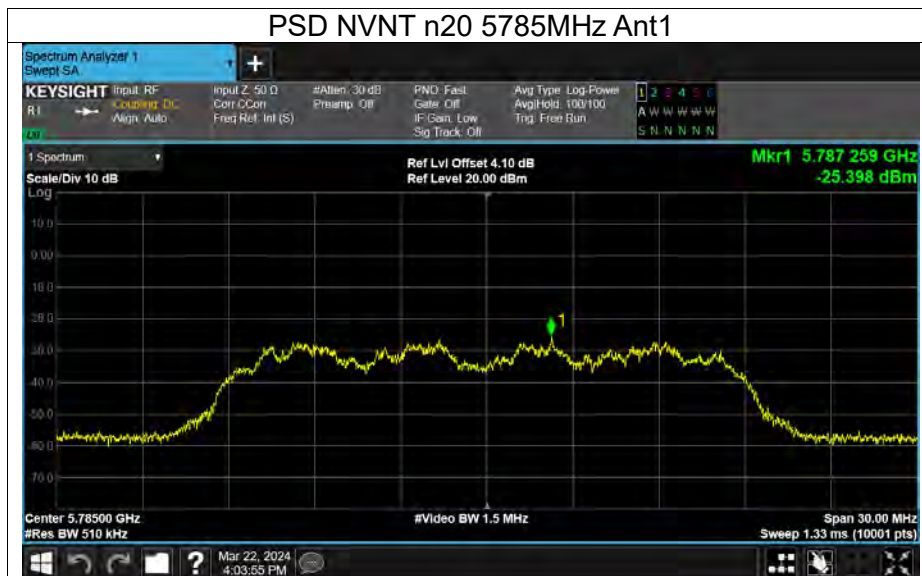 PSD NVNT n20 5785MHz Ant1
Spectrum Analyzer 1
Swept SA
+
KEYSIGHT Input: RF Input Z: 50 Ω #Atten: 30 dB PNO: Fast Avg Type: Log-Power 1 2 3 4 5 6
Coupling: DC Corr CCorr Preamp: Off Gate: Off Avg|Hold: 100/100 A W W W W W
Align: Auto Freq Ref: Int (S) IF Gain: Low Trig: Free Run
Sig Track: Off S N N N N N
1 Spectrum
Ref Lvl Offset 4.10 dB
Mkr1 5.787 259 GHz
Scale/Div 10 dB Ref Level 20.00 dBm -25.398 dBm
Log
10.0
0.00
-10.0
-20.0
1
-30.0
-40.0
-50.0
-60.0
-70.0
Center 5.78500 GHz #Video BW 1.5 MHz Span 30.00 MHz
#Res BW 510 kHz Sweep 1.33 ms (10001 pts)
?
Mar 22, 2024
4:03:55 PM